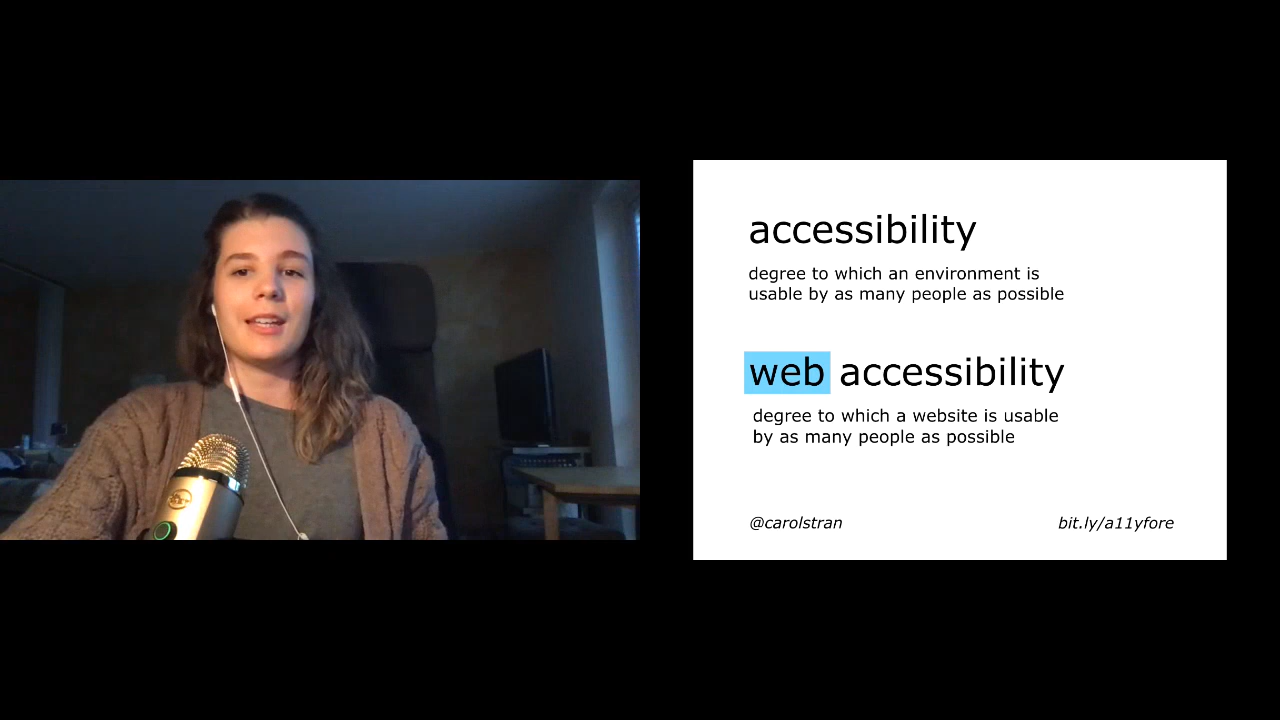 accessibility
degree to which an environment is
usable by as many people as possible
web accessibility
degree to which a website is usable
by as many people as possible
@carolstran
bit.ly/a11yfore